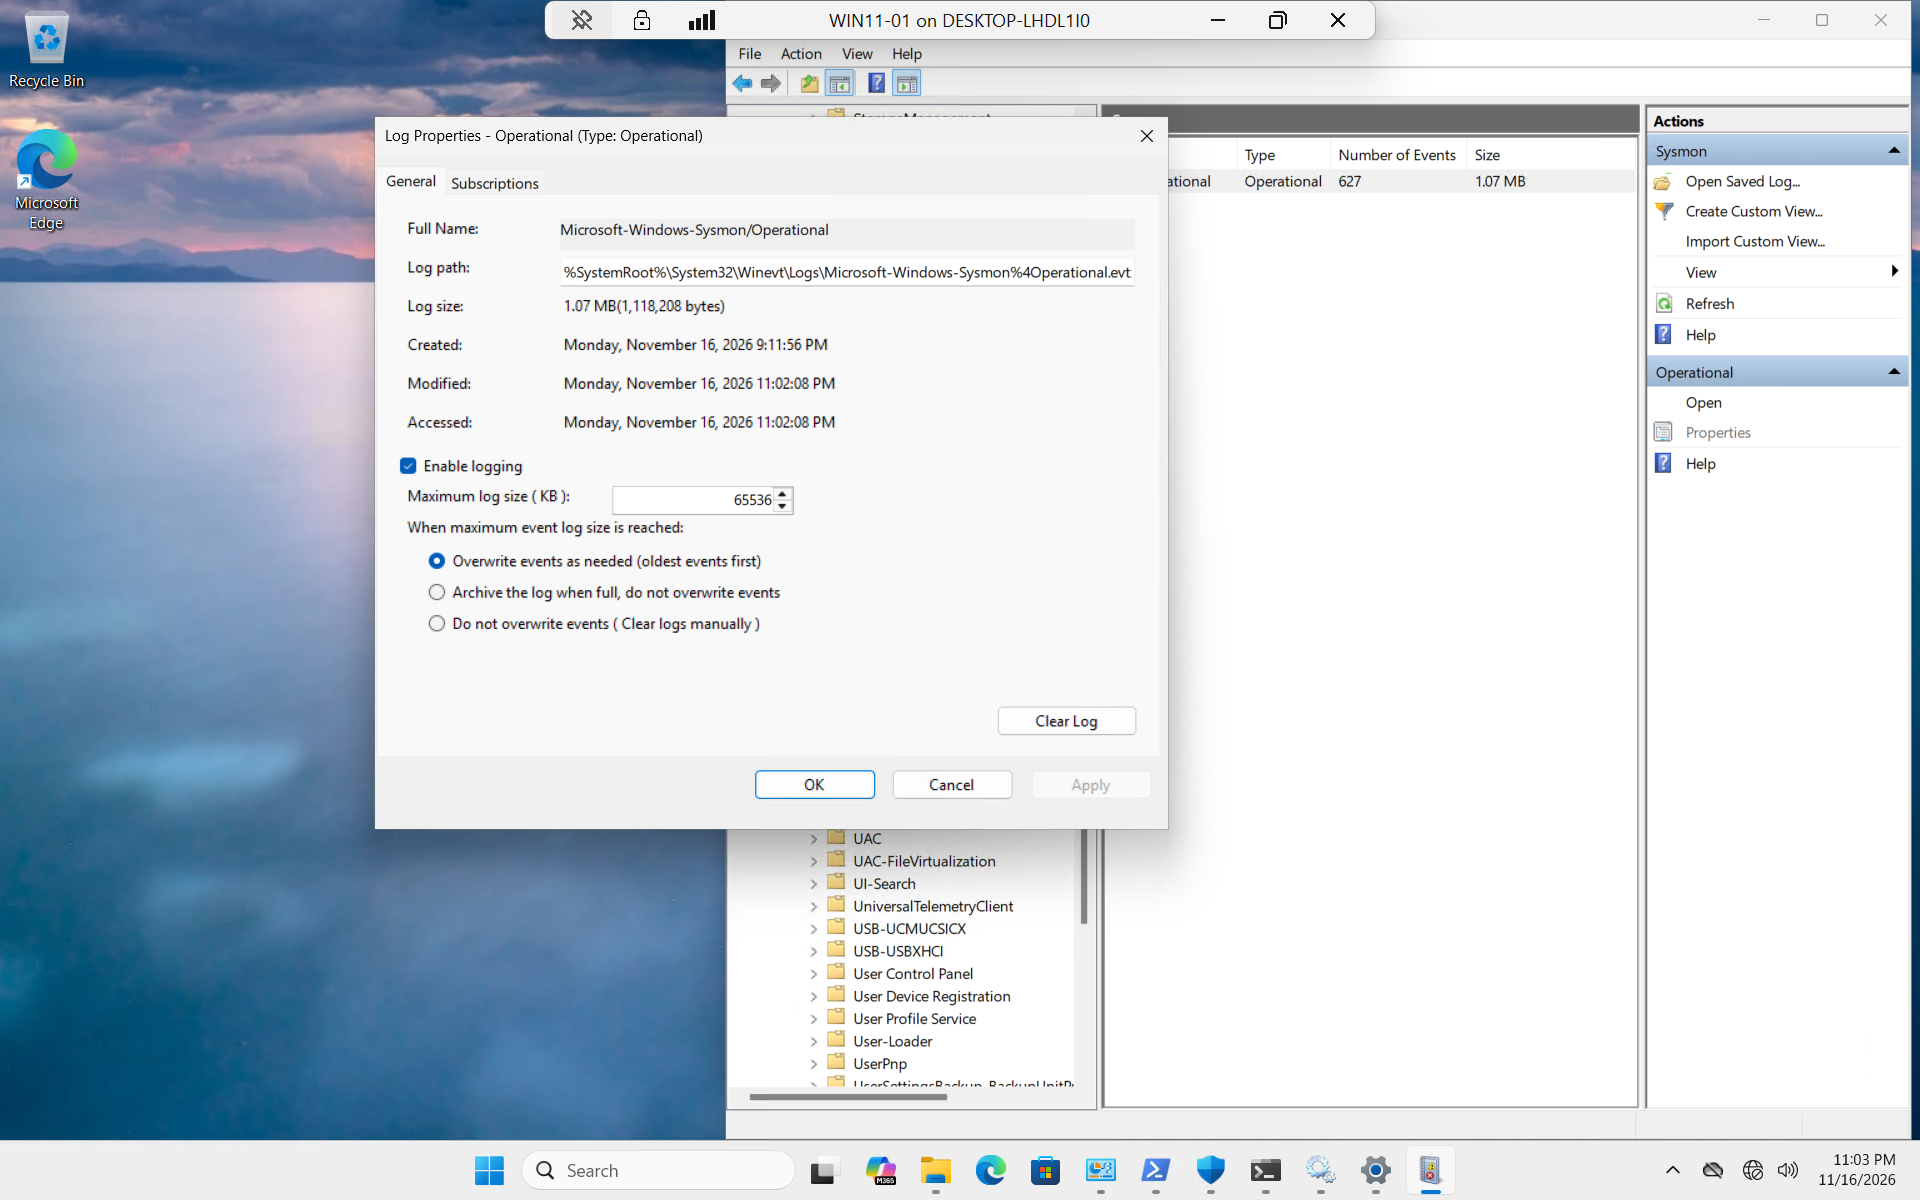 WIN11-01 on DESKTOP-LHDL1I0
Recycle Bin
Microsoft
Edge
File Action View Help
Log Properties - Operational (Type: Operational)
General
Subscriptions
Full Name:
Microsoft-Windows-Sysmon/Operational
Log path:
%SystemRoot%\System32\Winevt\Logs\Microsoft-Windows-Sysmon%4Operational.evt
Log size:
1.07 MB(1,118,208 bytes)
Created:
Monday, November 16, 2026 9:11:56 PM
Modified:
Monday, November 16, 2026 11:02:08 PM
Accessed:
Monday, November 16, 2026 11:02:08 PM
Enable logging
Maximum log size ( KB ):
65536
When maximum event log size is reached:
Overwrite events as needed (oldest events first)
Archive the log when full, do not overwrite events
Do not overwrite events ( Clear logs manually )
Clear Log
OK
Cancel
Apply
Type
Number of Events
Size
ational
Operational
627
1.07 MB
UAC
UAC-FileVirtualization
UI-Search
UniversalTelemetryClient
USB-UCMUCSICX
USB-USBXHCI
User Control Panel
User Device Registration
User Profile Service
User-Loader
UserPnp
Actions
Sysmon
Open Saved Log...
Create Custom View...
Import Custom View...
View
Refresh
Help
Operational
Open
Properties
Help
Search
M365
11:03 PM
11/16/2026